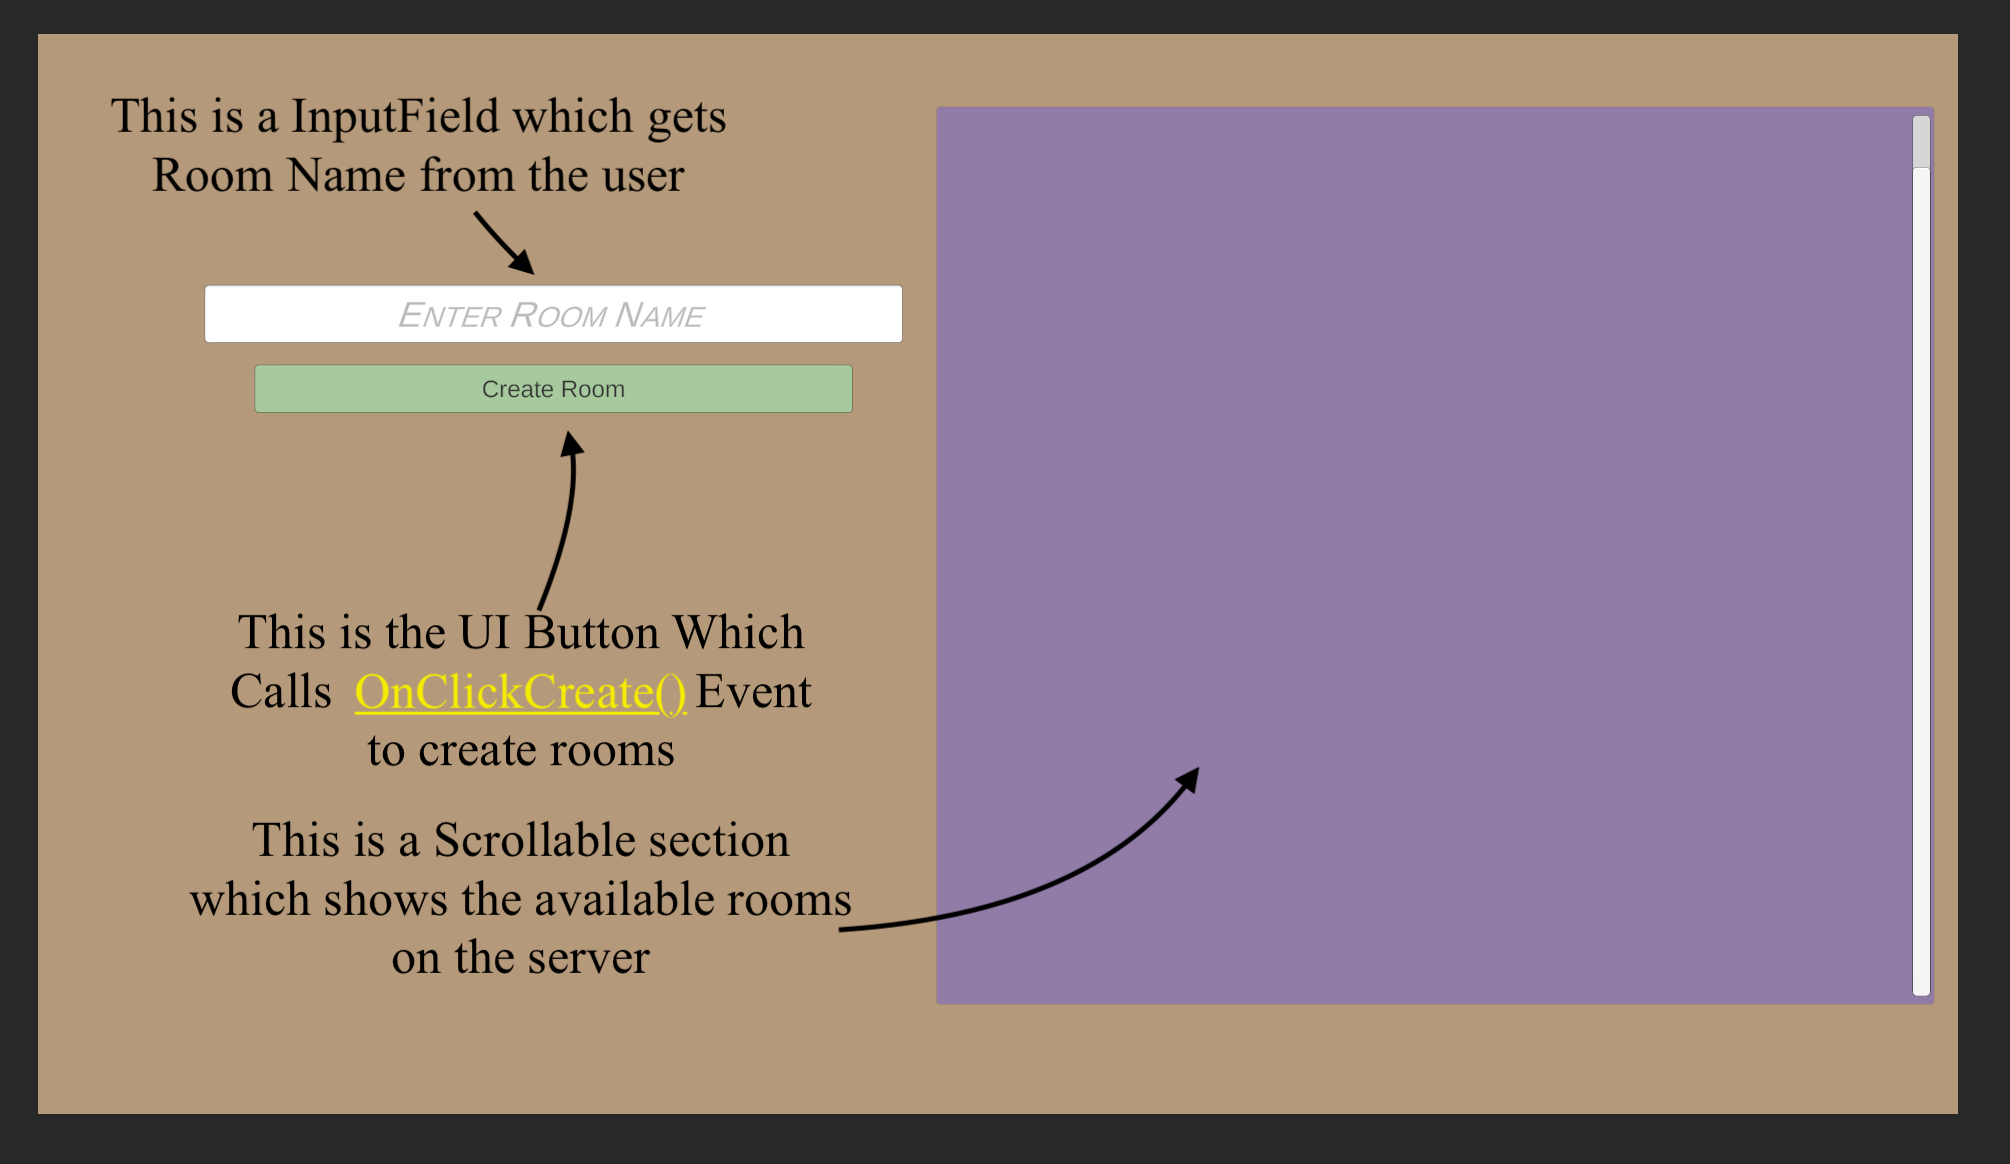 This is a InputField which gets
Room Name from the user
Enter Room Name
Create Room
This is the UI Button Which
Calls OnClickCreate() Event
to create rooms
This is a Scrollable section
which shows the available rooms
on the server